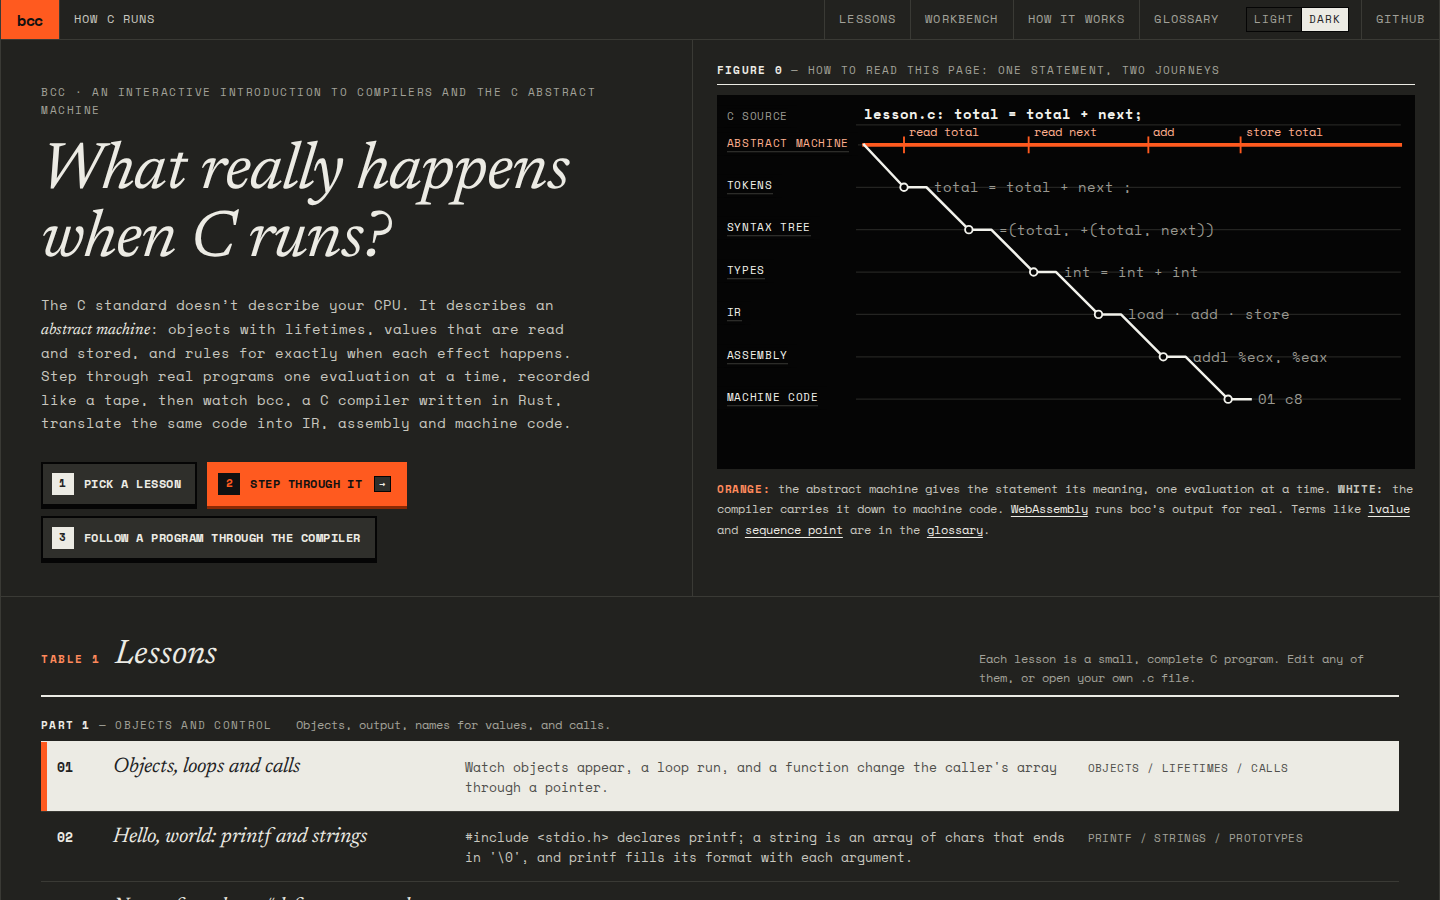 bcc HOW C RUNS LESSONS WORKBENCH HOW IT WORKS GLOSSARY LIGHT DARK GITHUB
BCC · AN INTERACTIVE INTRODUCTION TO COMPILERS AND THE C ABSTRACT
MACHINE
What really happens
when C runs?
The C standard doesn't describe your CPU. It describes an
abstract machine: objects with lifetimes, values that are read
and stored, and rules for exactly when each effect happens.
Step through real programs one evaluation at a time, recorded
like a tape, then watch bcc, a C compiler written in Rust,
translate the same code into IR, assembly and machine code.
1 PICK A LESSON
2 STEP THROUGH IT →
3 FOLLOW A PROGRAM THROUGH THE COMPILER
FIGURE 0 — HOW TO READ THIS PAGE: ONE STATEMENT, TWO JOURNEYS
C SOURCE lesson.c: total = total + next;
read total read next add store total
ABSTRACT MACHINE
TOKENS total = total + next ;
SYNTAX TREE =(total, +(total, next))
TYPES int = int + int
IR load · add · store
ASSEMBLY addl %ecx, %eax
MACHINE CODE 01 c8
ORANGE: the abstract machine gives the statement its meaning, one evaluation at a time. WHITE: the
compiler carries it down to machine code. WebAssembly runs bcc's output for real. Terms like lvalue
and sequence point are in the glossary.
TABLE 1 Lessons
Each lesson is a small, complete C program. Edit any of
them, or open your own .c file.
PART 1 — OBJECTS AND CONTROL Objects, output, names for values, and calls.
01 Objects, loops and calls Watch objects appear, a loop run, and a function change the caller's array OBJECTS / LIFETIMES / CALLS
through a pointer.
02 Hello, world: printf and strings #include <stdio.h> declares printf; a string is an array of chars that ends PRINTF / STRINGS / PROTOTYPES
in '\0', and printf fills its format with each argument.